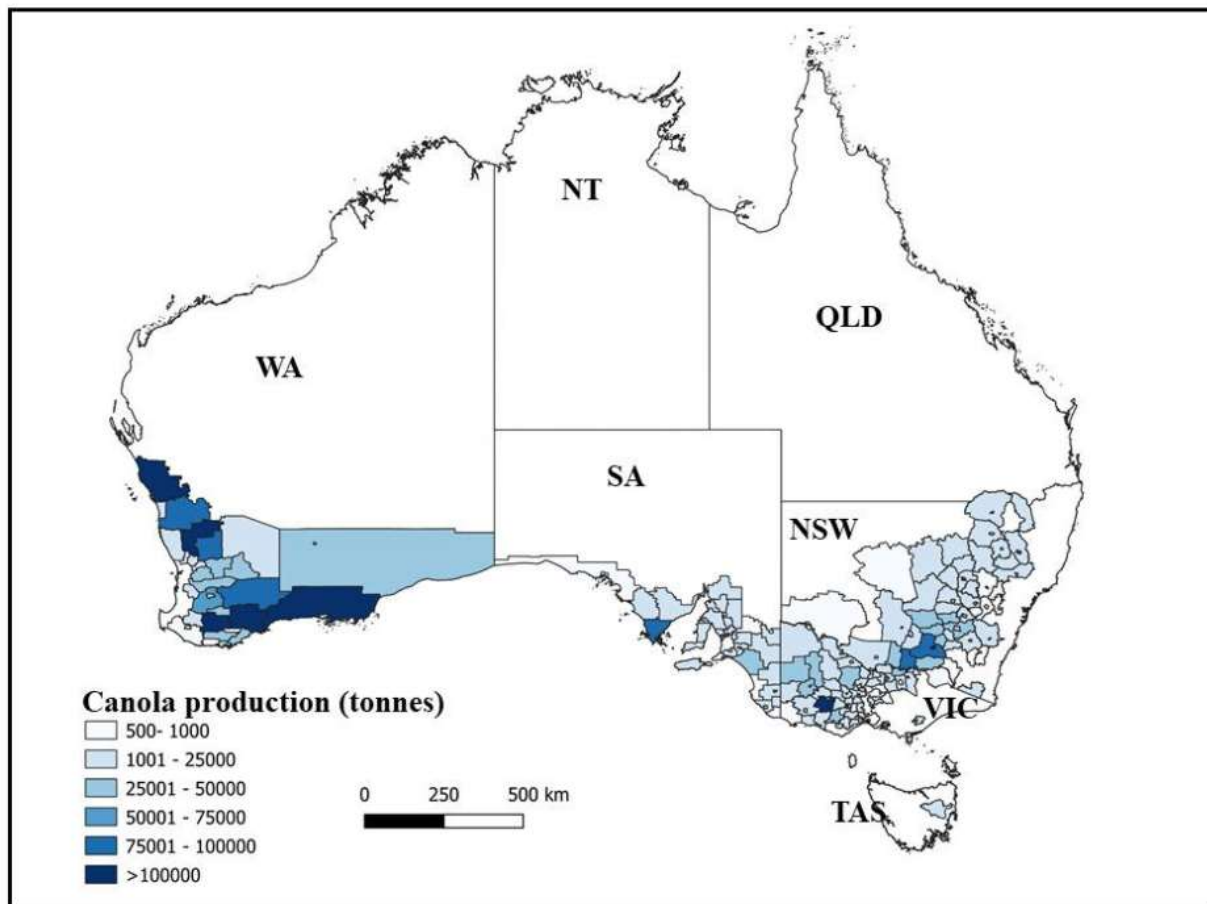 NT
QLD
WA
SA
NSW
Canola production (tonnes)
500- 1000
1001 - 25000
25001 - 50000
50001 - 75000
75001 - 100000
>100000
0 250 500 km
VIC
TAS